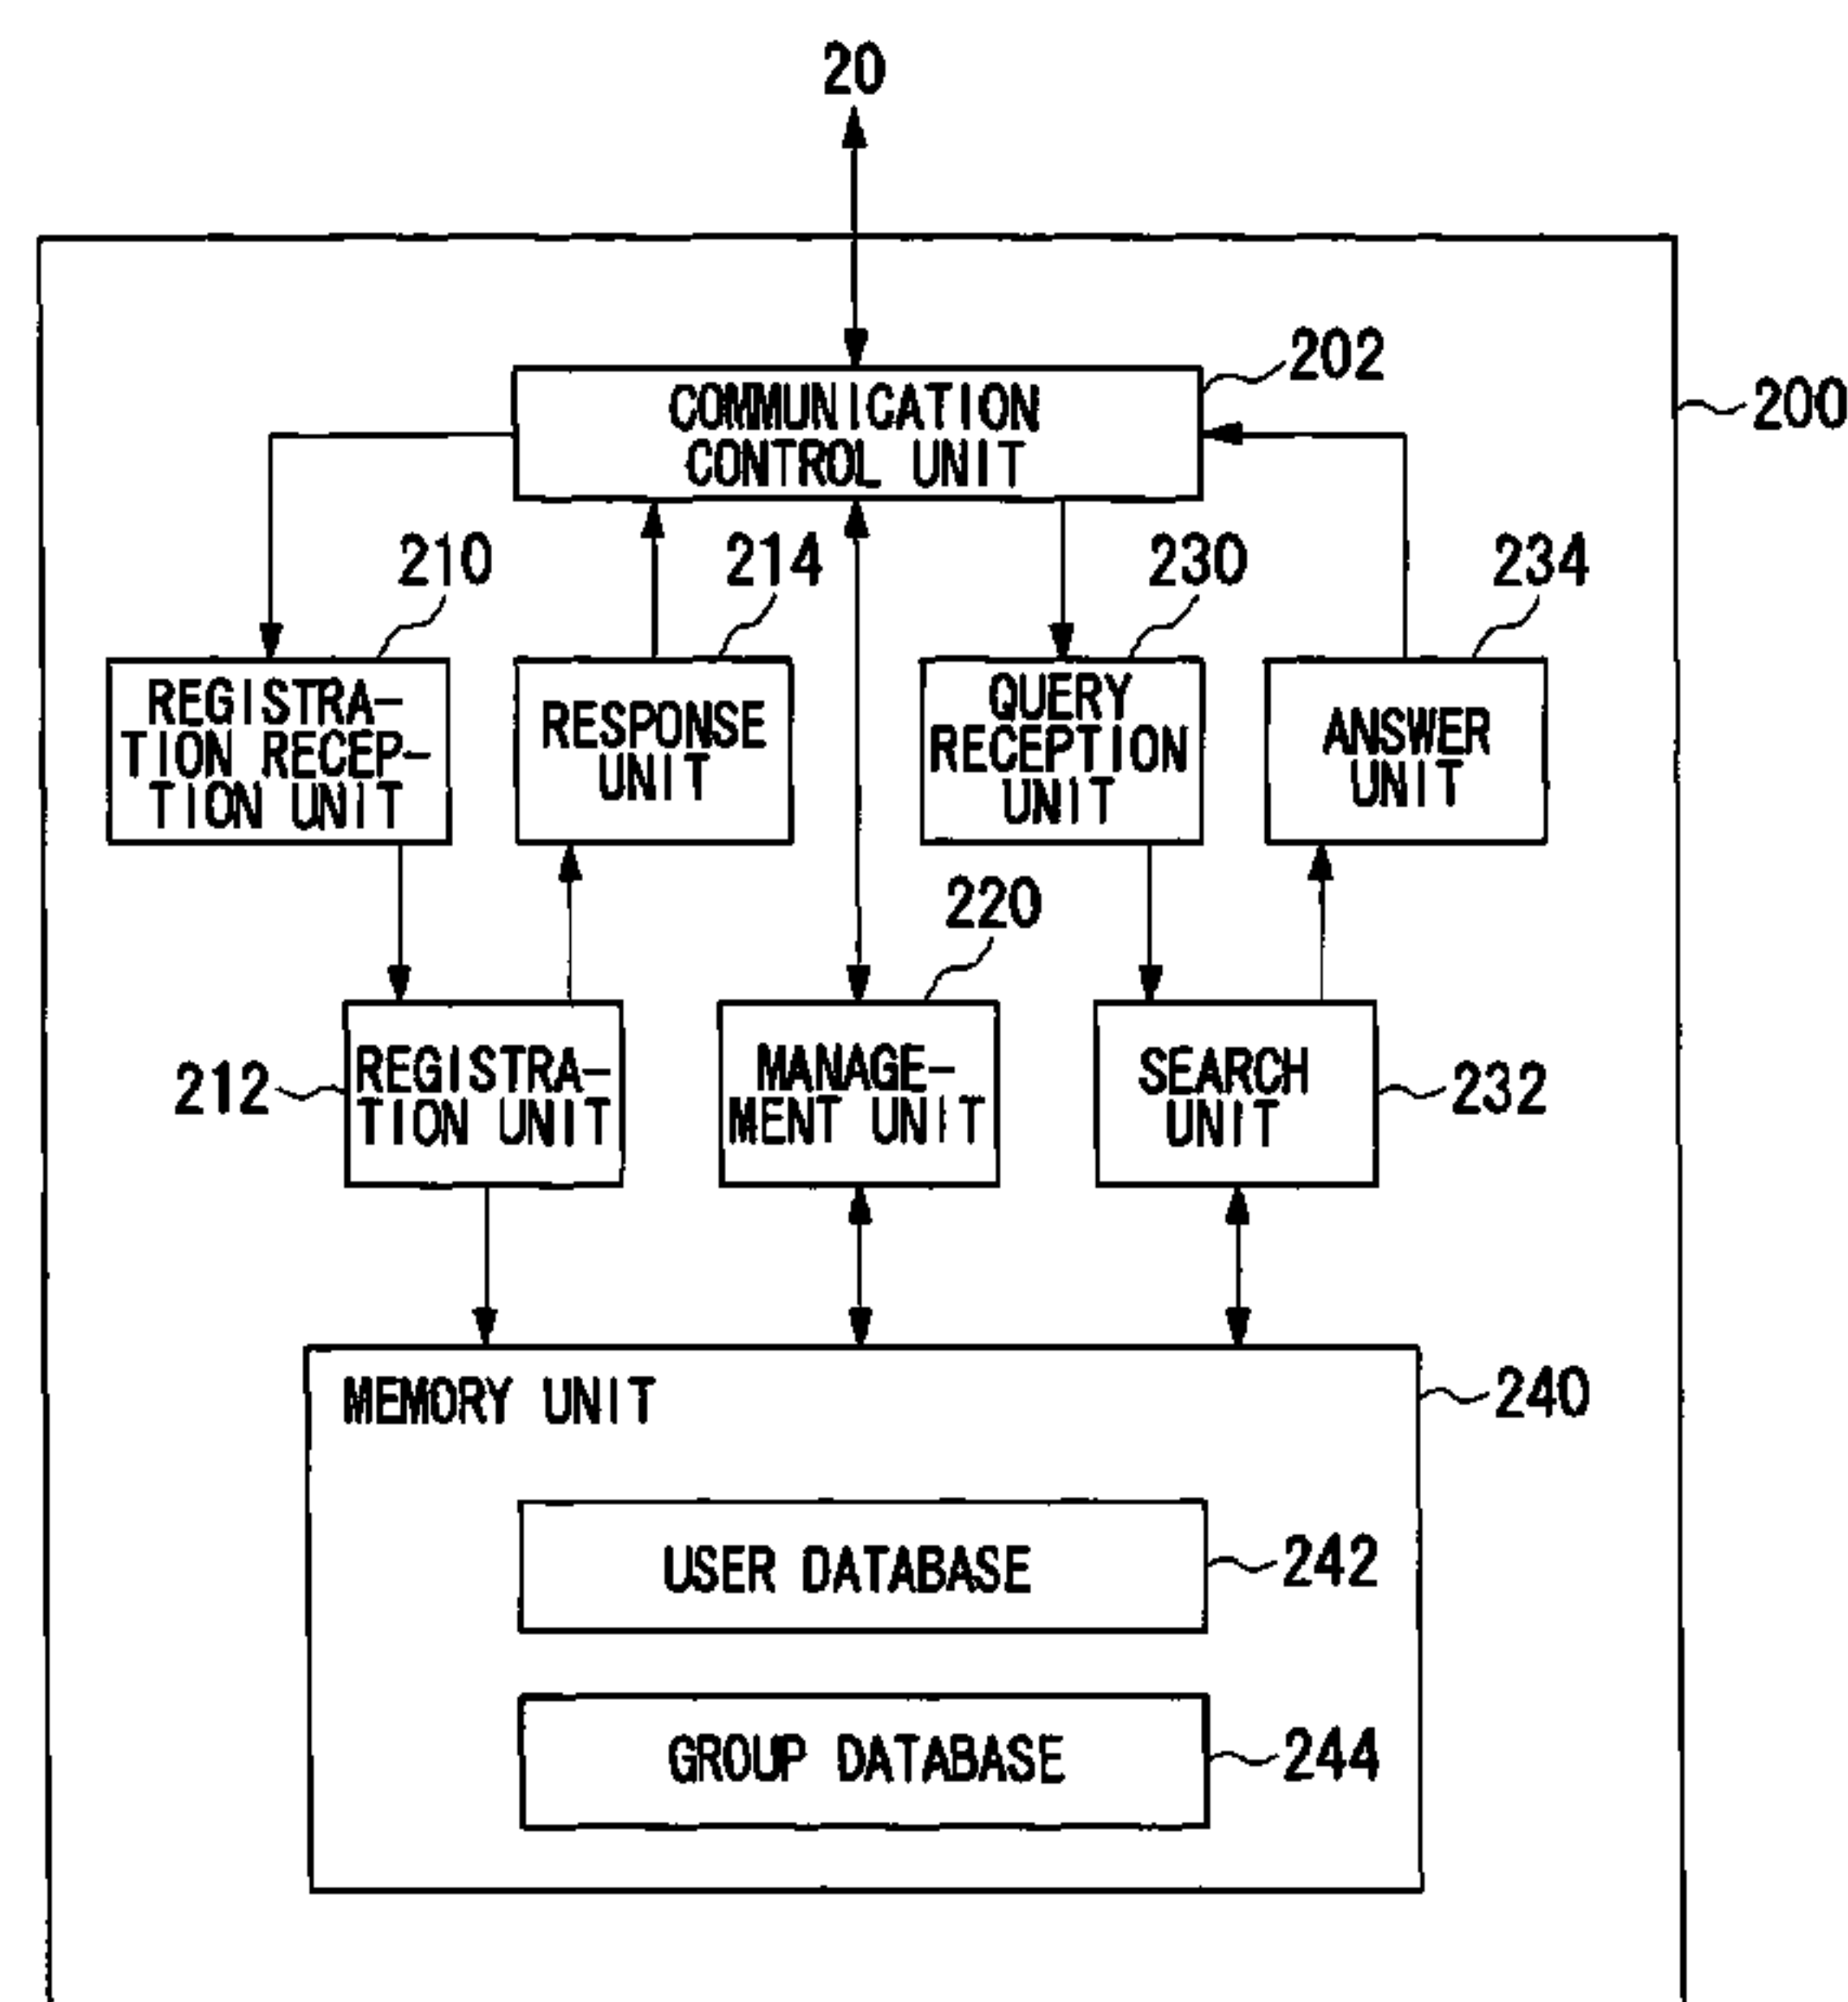 20
200
202
COMMUNICATION
CONTROL UNIT
210
214
230
234
REGISTRA-
TION RECEP-
TION UNIT
RESPONSE
UNIT
QUERY
RECEPTION
UNIT
ANSWER
UNIT
220
212
REGISTRA-
TION UNIT
MANAGE-
MENT UNIT
SEARCH
UNIT
232
MEMORY UNIT
240
USER DATABASE
242
GROUP DATABASE
244